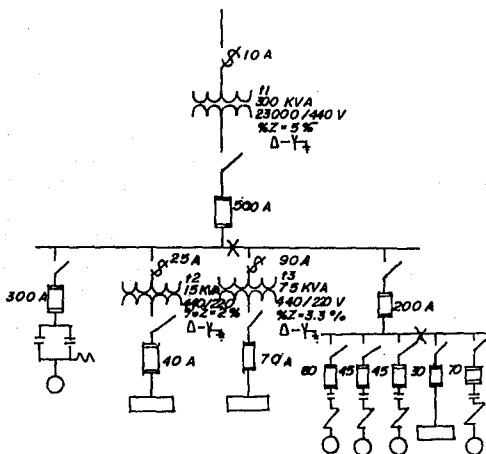 10 A
t1
300 KVA
23000/440 V
%Z = 5%
Δ-Y
500 A
25 A
90 A
300 A
t2
15 KVA
440/220
%Z = 2%
Δ-Y
t3
75 KVA
440/220 V
%Z = 3.3 %
Δ-Y
200 A
40 A
70 A
45
45
30
70